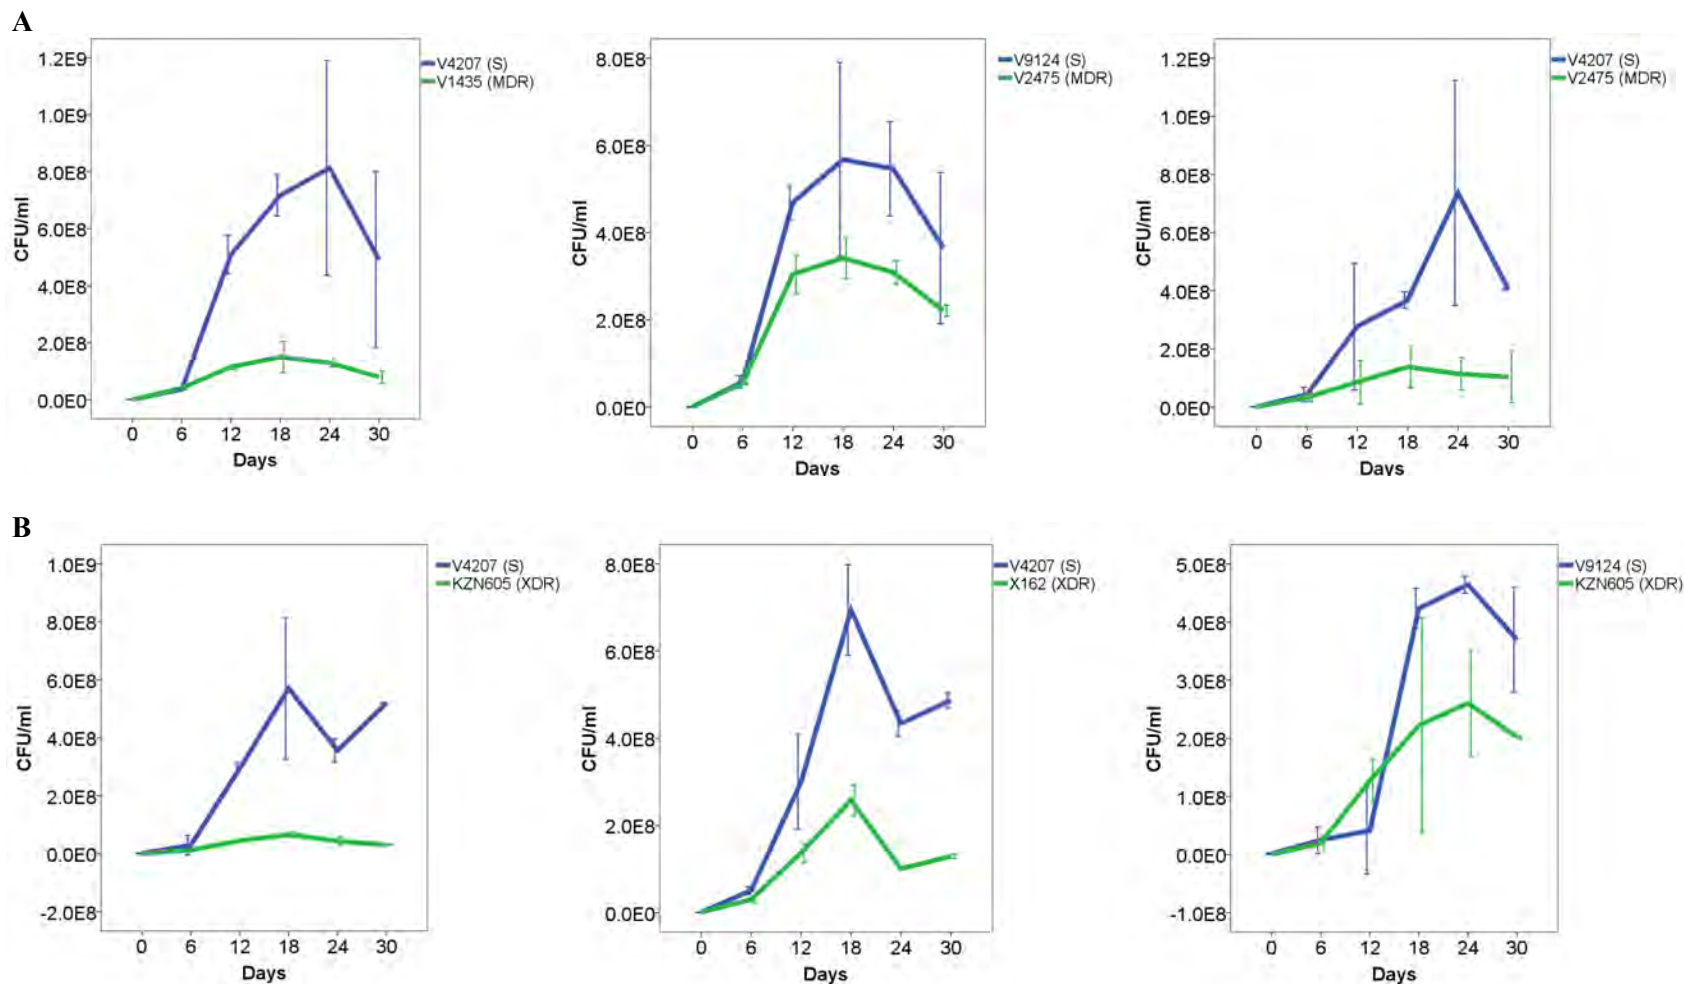 A
1.2E9
1.0E9
8.0E8
6.0E8
4.0E8
2.0E8
0.0E0
CFU/ml
0 6 12 18 24 30
Days
V4207 (S)
V1435 (MDR)
8.0E8
6.0E8
4.0E8
2.0E8
0.0E0
CFU/ml
0 6 12 18 24 30
Days
V9124 (S)
V2475 (MDR)
1.2E9
1.0E9
8.0E8
6.0E8
4.0E8
2.0E8
0.0E0
CFU/ml
0 6 12 18 24 30
Days
V4207 (S)
V2475 (MDR)
B
1.0E9
8.0E8
6.0E8
4.0E8
2.0E8
0.0E0
-2.0E8
CFU/ml
0 6 12 18 24 30
Days
V4207 (S)
KZN605 (XDR)
8.0E8
6.0E8
4.0E8
2.0E8
0.0E0
CFU/ml
0 6 12 18 24 30
Days
V4207 (S)
X162 (XDR)
5.0E8
4.0E8
3.0E8
2.0E8
1.0E8
0.0E0
-1.0E8
CFU/ml
0 6 12 18 24 30
Days
V9124 (S)
KZN605 (XDR)